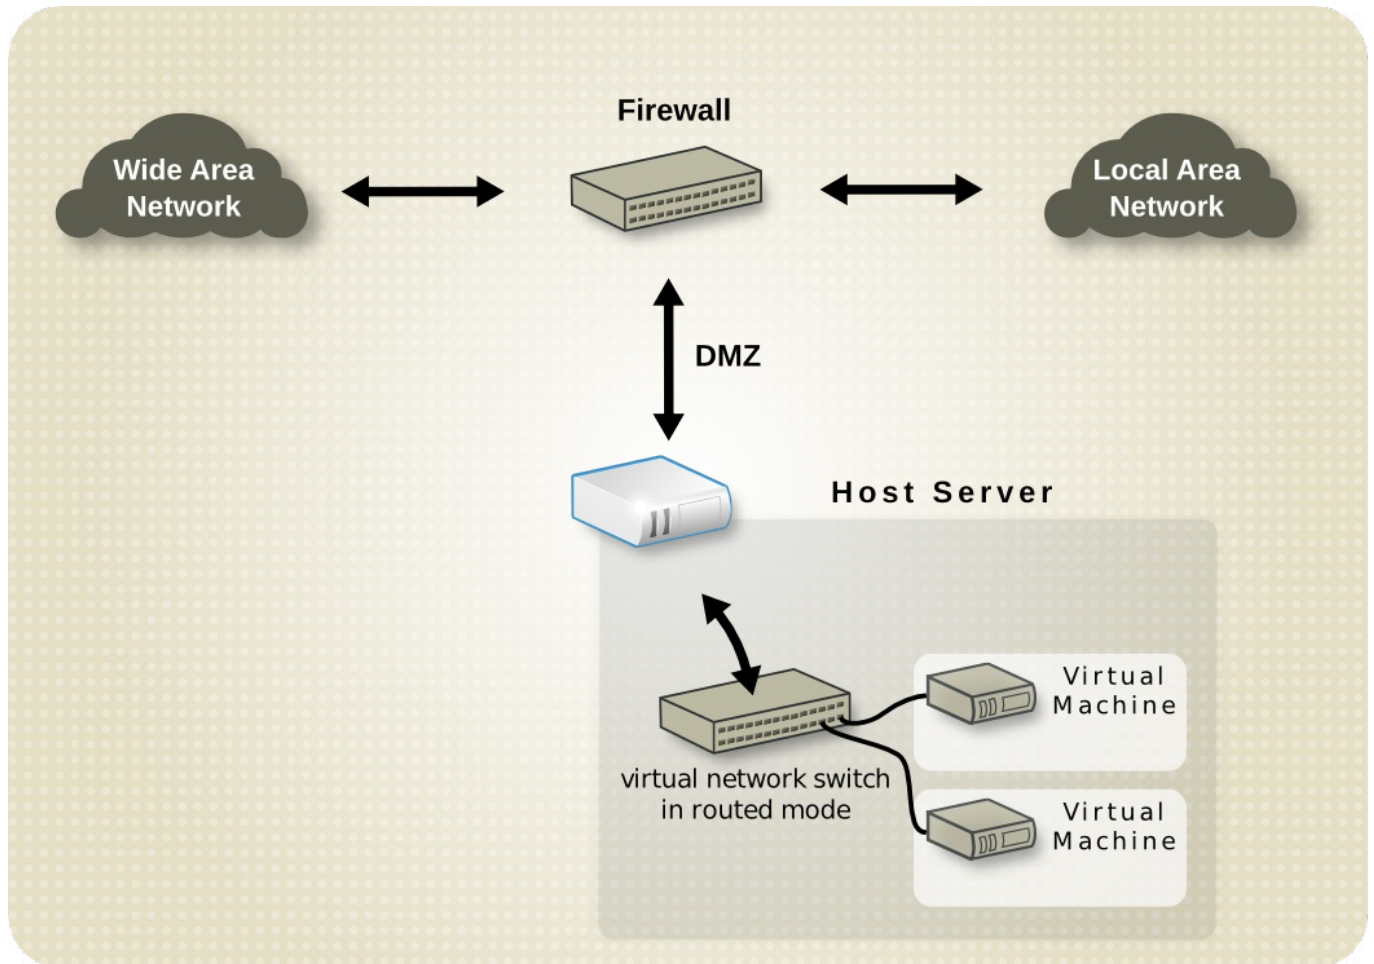 Firewall
Wide Area
Network
Local Area
Network
DMZ
Host Server
Virtual
Machine
virtual network switch
in routed mode
Virtual
Machine